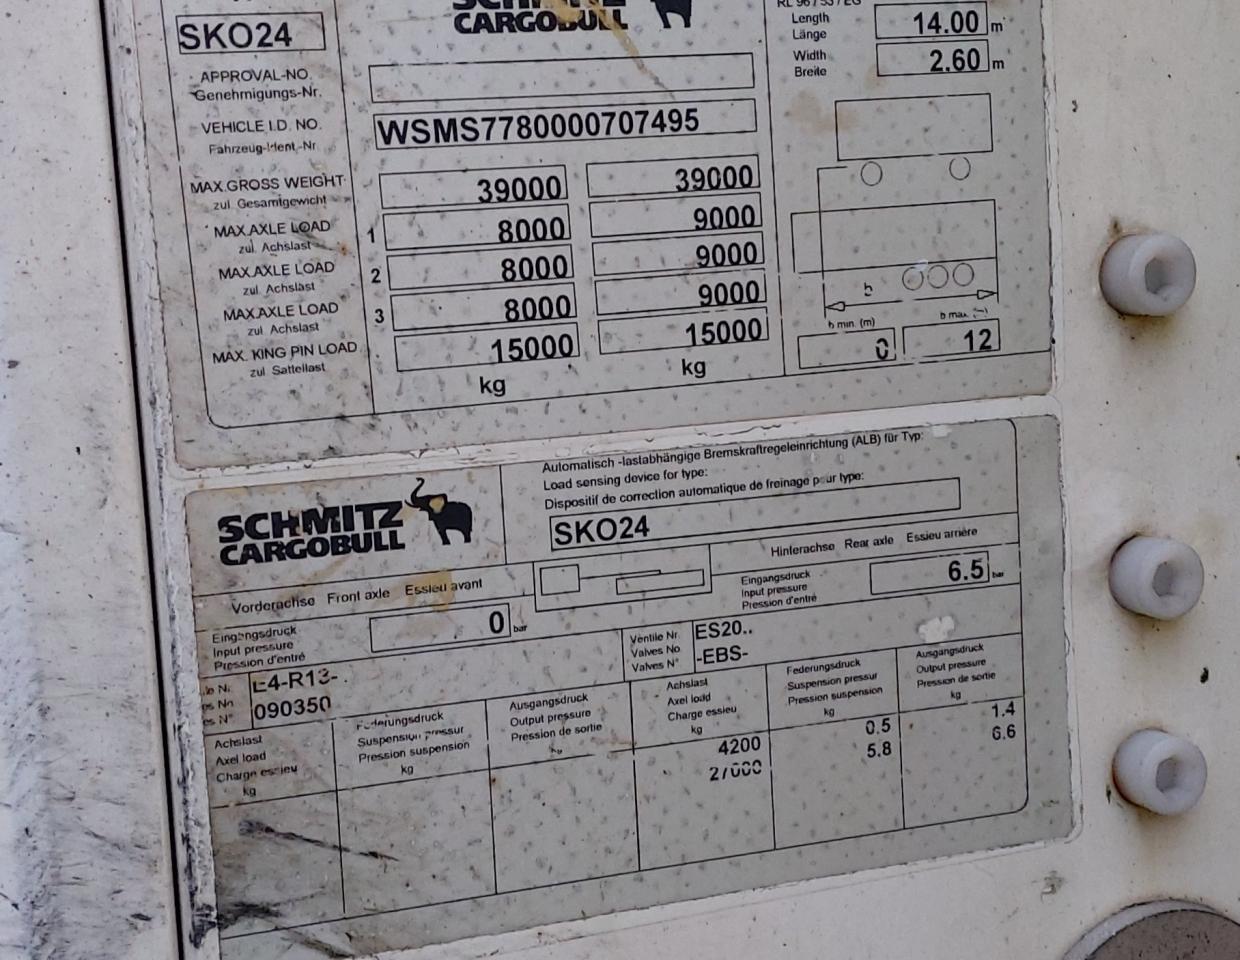 SCHMITZ
CARGOBULL
SKO24
Length
Länge
14.00 m
Width
Breite
2.60 m
APPROVAL-NO.
Genehmigungs-Nr.
VEHICLE I.D. NO.
Fahrzeug-Ident.-Nr
WSMS7780000707495
MAX.GROSS WEIGHT
zul. Gesamtgewicht
39000 39000
MAX.AXLE LOAD
zul. Achslast
1 8000 9000
MAX.AXLE LOAD
zul. Achslast
2 8000 9000
MAX.AXLE LOAD
zul Achslast
3 8000 9000
MAX. KING PIN LOAD
zul Sattellast
15000 15000
kg kg
b
b min. (m)
0
12
SCHMITZ
CARGOBULL
Automatisch -lastabhängige Bremskraftregeleinrichtung (ALB) für Typ:
Load sensing device for type:
Dispositif de correction automatique de freinage pour type:
SKO24
Vorderachse Front axle Essieu avant
Hinterachse Rear axle Essieu arrière
Eingangsdruck
Input pressure
Pression d'entré
0 bar
Eingangsdruck
Input pressure
Pression d'entré
6.5 bar
E4-R13-.
090350
Ventile Nr.
Valves No
Valves N°
ES20..
-EBS-
Achslast
Axel load
Charge essieu
kg
Federungsdruck
Suspension pressur
Pression suspension
kg
Ausgangsdruck
Output pressure
Pression de sortie
kg
Achslast
Axel load
Charge essieu
kg
Federungsdruck
Suspension pressur
Pression suspension
kg
Ausgangsdruck
Output pressure
Pression de sortie
kg
4200 0.5 1.4
27000 5.8 6.6